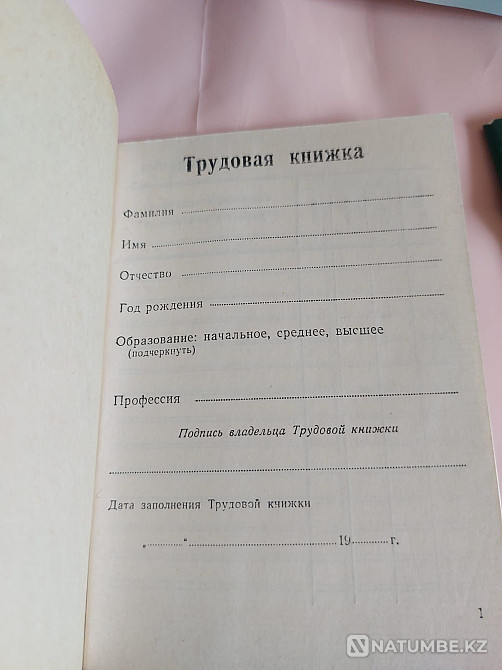 Трудовая книжка
Фамилия
Имя
Отчество
Год рождения
Образование: начальное, среднее, высшее
(подчеркнуть)
Профессия
Подпись владельца Трудовой книжки
Дата заполнения Трудовой книжки
„ " 19 г.
1
NATUMBE.KZ